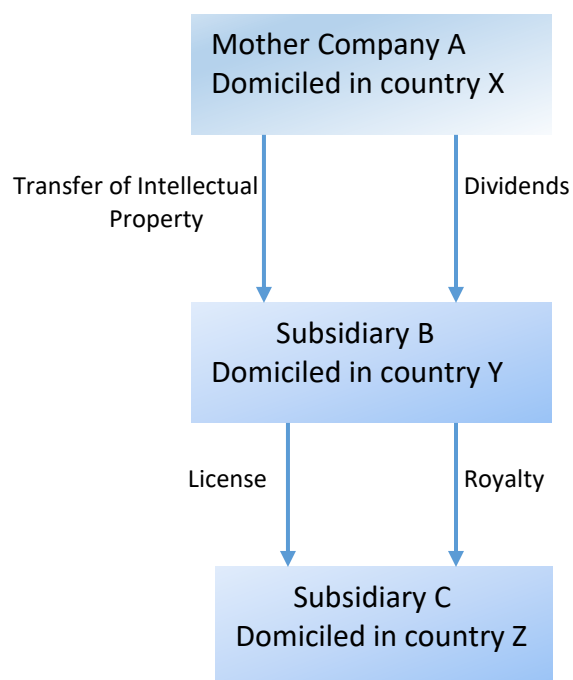 Mother Company A
Domiciled in country X
Transfer of Intellectual
Property
Dividends
Subsidiary B
Domiciled in country Y
License
Royalty
Subsidiary C
Domiciled in country Z